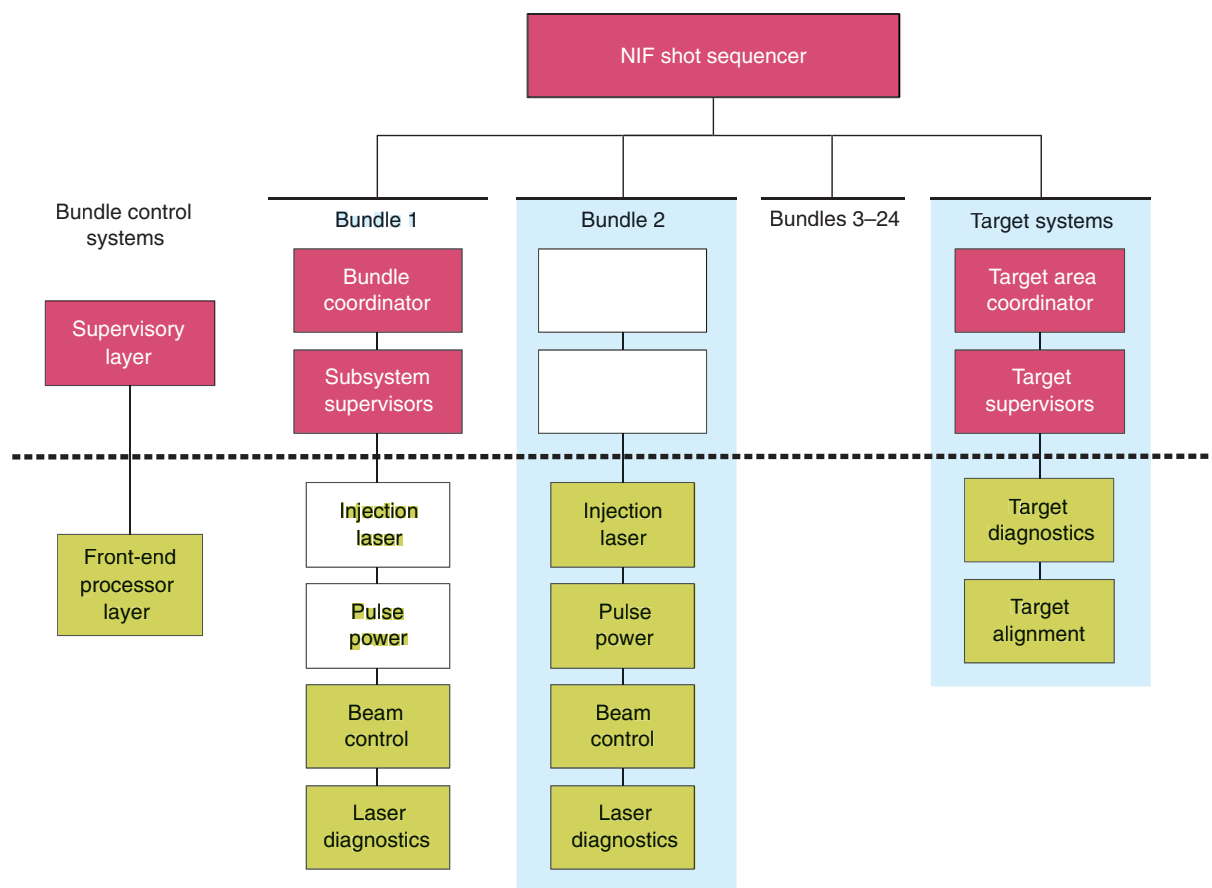 NIF shot sequencer
Bundle control
systems
Supervisory
layer
Front-end
processor
layer
Bundle 1
Bundle
coordinator
Subsystem
supervisors
Injection
laser
Pulse
power
Beam
control
Laser
diagnostics
Bundle 2
Injection
laser
Pulse
power
Beam
control
Laser
diagnostics
Bundles 3–24
Target systems
Target area
coordinator
Target
supervisors
Target
diagnostics
Target
alignment